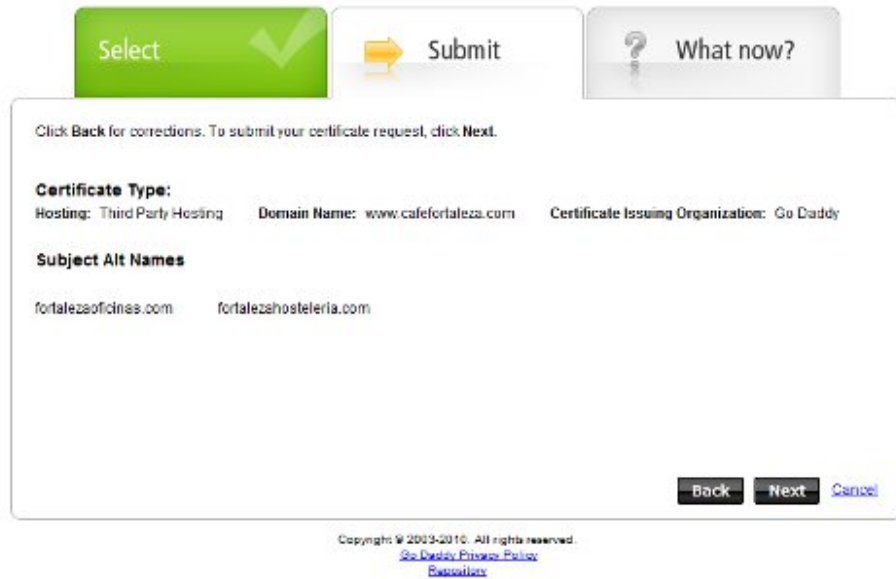 Select
Submit
What now?
Click Back for corrections. To submit your certificate request, click Next.
Certificate Type:
Hosting: Third Party Hosting Domain Name: www.cafefortaleza.com Certificate Issuing Organization: Go Daddy
Subject Alt Names
fortalezaoficinas.com fortalezahosteleria.com
Back Next Cancel
Copyright © 2003-2010. All rights reserved.
Go Daddy Privacy Policy
Repository